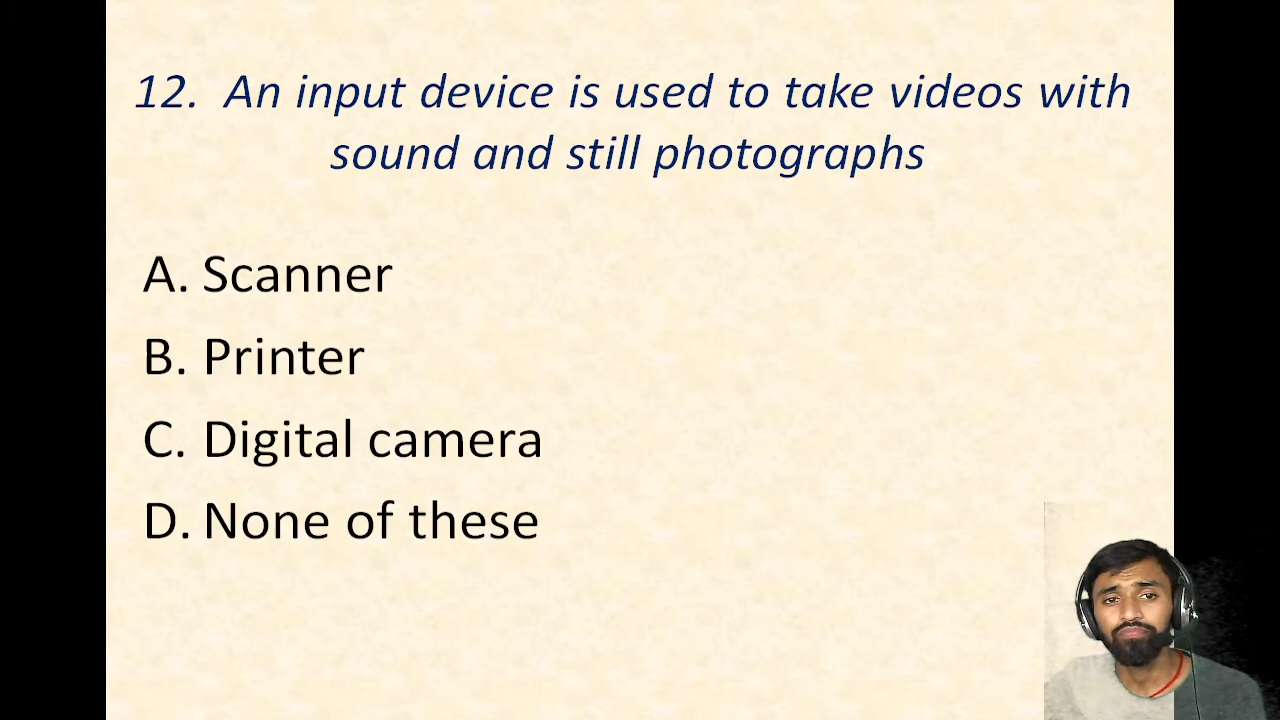 12. An input device is used to take videos with
sound and still photographs
A. Scanner
B. Printer
C. Digital camera
D. None of these